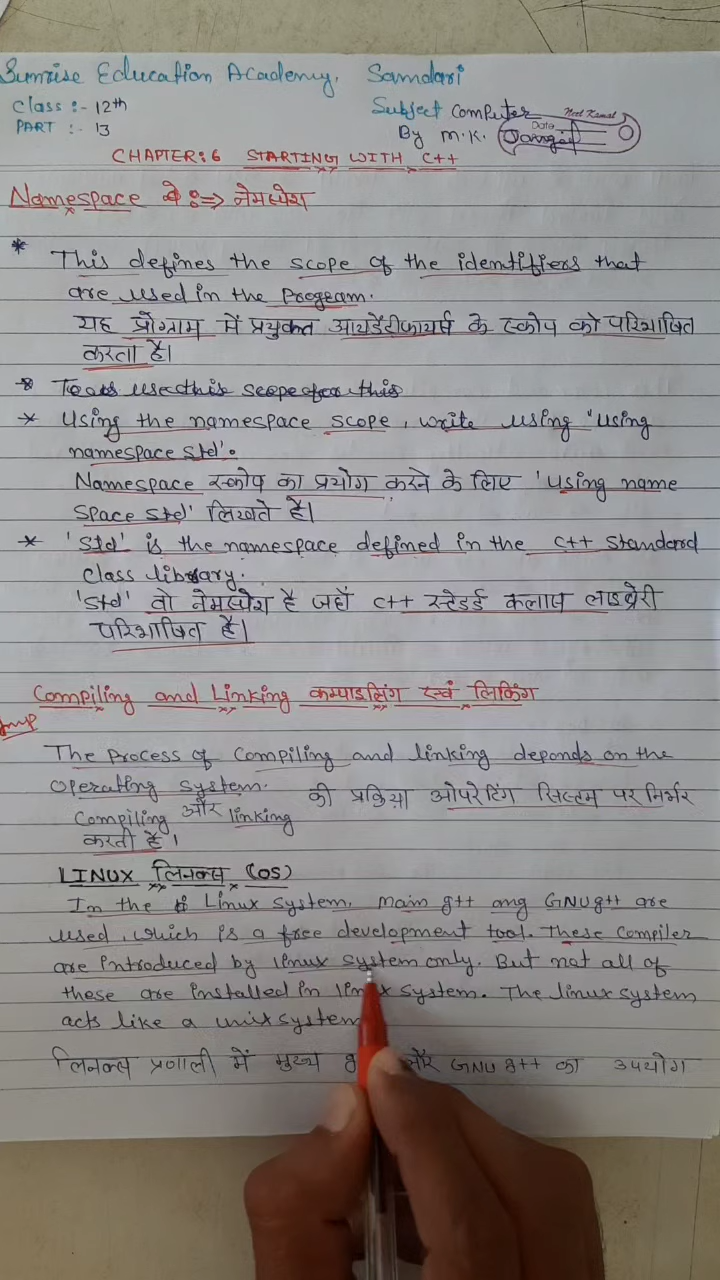 Sunrise Education Academy, Samdari
Class :- 12th
Subject Computer
Neel Kamal
PART :- 13
By M.K.
Date
CHAPTER:6 STARTING WITH C++
Namespace :⇒ नेमस्पेश
* This defines the scope of the identifiers that
are used in the Program.
यह प्रोग्राम में प्रयुक्त आयडेंटीफायर्स के स्कोप को परिभाषित
करता है।
* Using the namespace scope, write using 'using
namespace std'.
Namespace स्कोप का प्रयोग करने के लिए 'using name
space std' लिखते है।
* 'Std' is the namespace defined in the C++ standard
class library.
'std' वो नेमस्पेश है जहाँ C++ स्टेडर्ड क्लास लाइब्रेरी
परिभाषित है।
Compiling and Linking कम्पाइलिंग एवं लिकिंग
Imp
The process of Compiling and linking deponds on the
operating system.
Compiling और linking की प्रक्रिया ओपरेटिंग सिस्टम पर निर्भर
करती है।
LINUX लिनक्स (OS)
In the Linux system, main g++ ang GNU g++ are
used, which is a free development tool. These Compiler
are introduced by linux system only. But not all of
these are installed in linux system. The linux system
acts like a unix system
लिनक्स प्रणाली में मुख्य g और GNU g++ का उपयोग